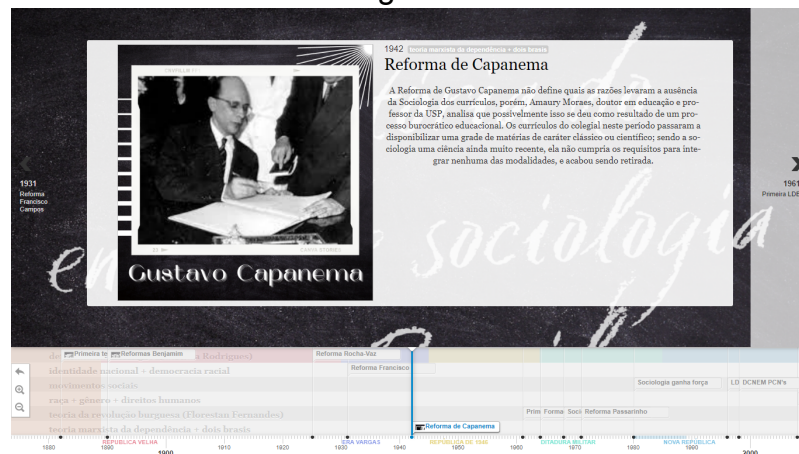 1942 teoria marxista da dependência + dois brasis
Reforma de Capanema
A Reforma de Gustavo Capanema não define quais as razões levaram a ausência
da Sociologia dos currículos, porém, Amaury Moraes, doutor em educação e pro-
fessor da USP, analisa que possivelmente isso se deu como resultado de um pro-
cesso burocrático educacional. Os currículos do colegial neste período passaram a
disponibilizar uma grade de matérias de caráter clássico ou científico; sendo a so-
ciologia uma ciência ainda muito recente, ela não cumpria os requisitos para inte-
grar nenhuma das modalidades, e acabou sendo retirada.
Gustavo Capanema
1931
Reforma
Francisco
Campos
1961
Primeira LDB
sociologia
Primeira te
Reformas Benjamim
Rodrigues)
Reforma Rocha-Vaz
identidade nacional + democracia racial
Reforma Francisco
movimentos sociais
Sociologia ganha força
LD
DCNEM PCN's
raça + gênero + direitos humanos
teoria da revolução burguesa (Florestan Fernandes)
Prim
Forma
Soci
Reforma Passarinho
teoria marxista da dependência + dois brasis
Reforma de Capanema
1880
1890
REPÚBLICA VELHA
1900
1910
1920
1930
ERA VARGAS
1940
REPÚBLICA DE 1946
1950
1960
DITADURA MILITAR
1970
1980
NOVA REPÚBLICA
1990
2000